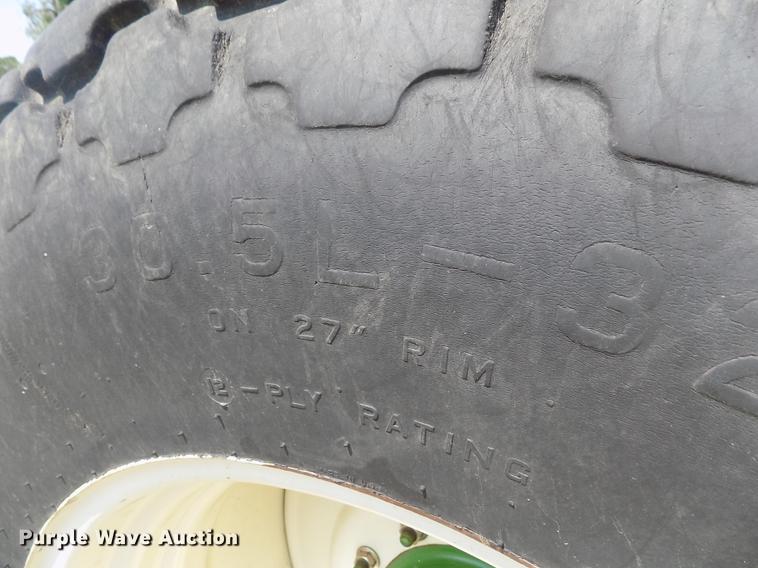 30.5L-32
ON 27" RIM
12-PLY RATING
Purple Wave Auction